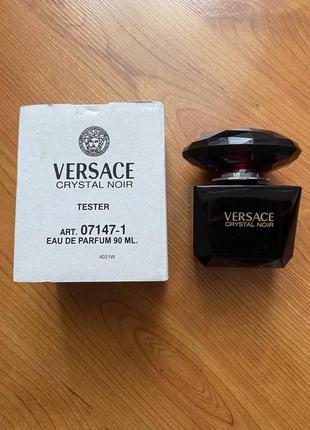 VERSACE
CRYSTAL NOIR
TESTER
ART. 07147-1
EAU DE PARFUM 90 ML.
4021W
VERSACE
CRYSTAL NOIR